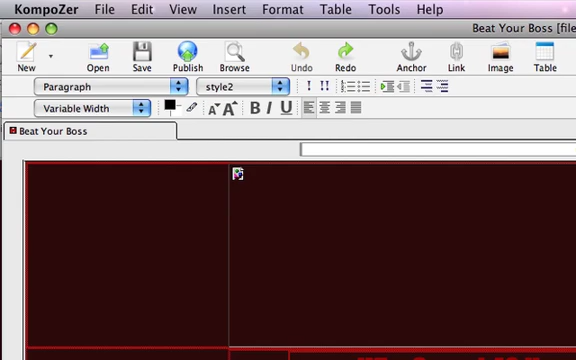 KompoZer File Edit View Insert Format Table Tools Help
Beat Your Boss [file
New Open Save Publish Browse Undo Redo Anchor Link Image Table
Paragraph style2 ! !!
Variable Width A A B I U
Beat Your Boss